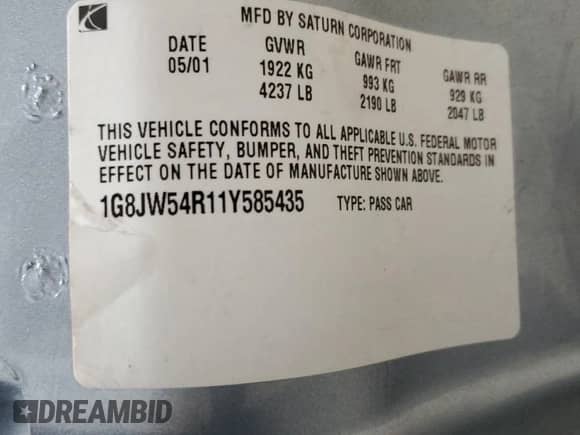 MFD BY SATURN CORPORATION
DATE GVWR GAWR FRT GAWR RR
05/01 1922 KG 993 KG 929 KG
4237 LB 2190 LB 2047 LB
THIS VEHICLE CONFORMS TO ALL APPLICABLE U.S. FEDERAL MOTOR
VEHICLE SAFETY, BUMPER, AND THEFT PREVENTION STANDARDS IN
EFFECT ON THE DATE OF MANUFACTURE SHOWN ABOVE.
1G8JW54R11Y585435 TYPE: PASS CAR
DREAMBID